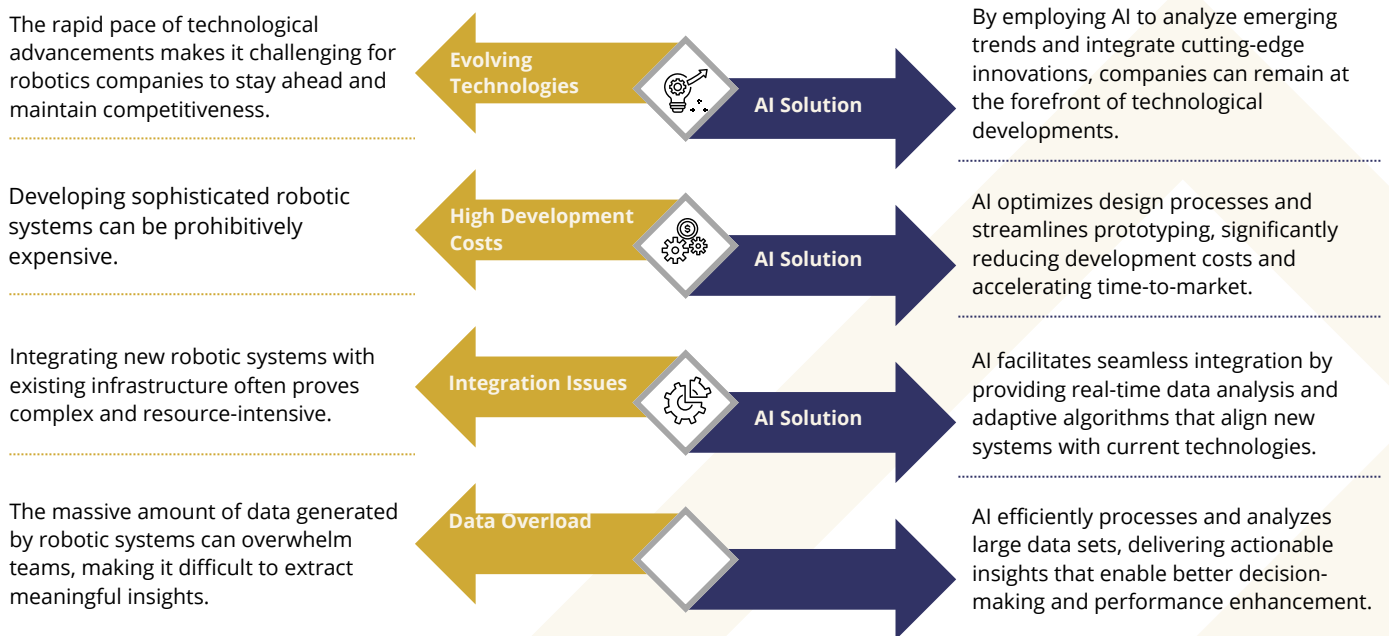 The rapid pace of technological
advancements makes it challenging for
robotics companies to stay ahead and
maintain competitiveness.
Evolving
Technologies
AI Solution
By employing AI to analyze emerging
trends and integrate cutting-edge
innovations, companies can remain at
the forefront of technological
developments.
Developing sophisticated robotic
systems can be prohibitively
expensive.
High Development
Costs
$
AI Solution
AI optimizes design processes and
streamlines prototyping, significantly
reducing development costs and
accelerating time-to-market.
Integrating new robotic systems with
existing infrastructure often proves
complex and resource-intensive.
Integration Issues
AI Solution
AI facilitates seamless integration by
providing real-time data analysis and
adaptive algorithms that align new
systems with current technologies.
The massive amount of data generated
by robotic systems can overwhelm
teams, making it difficult to extract
meaningful insights.
Data Overload
AI efficiently processes and analyzes
large data sets, delivering actionable
insights that enable better decision-
making and performance enhancement.